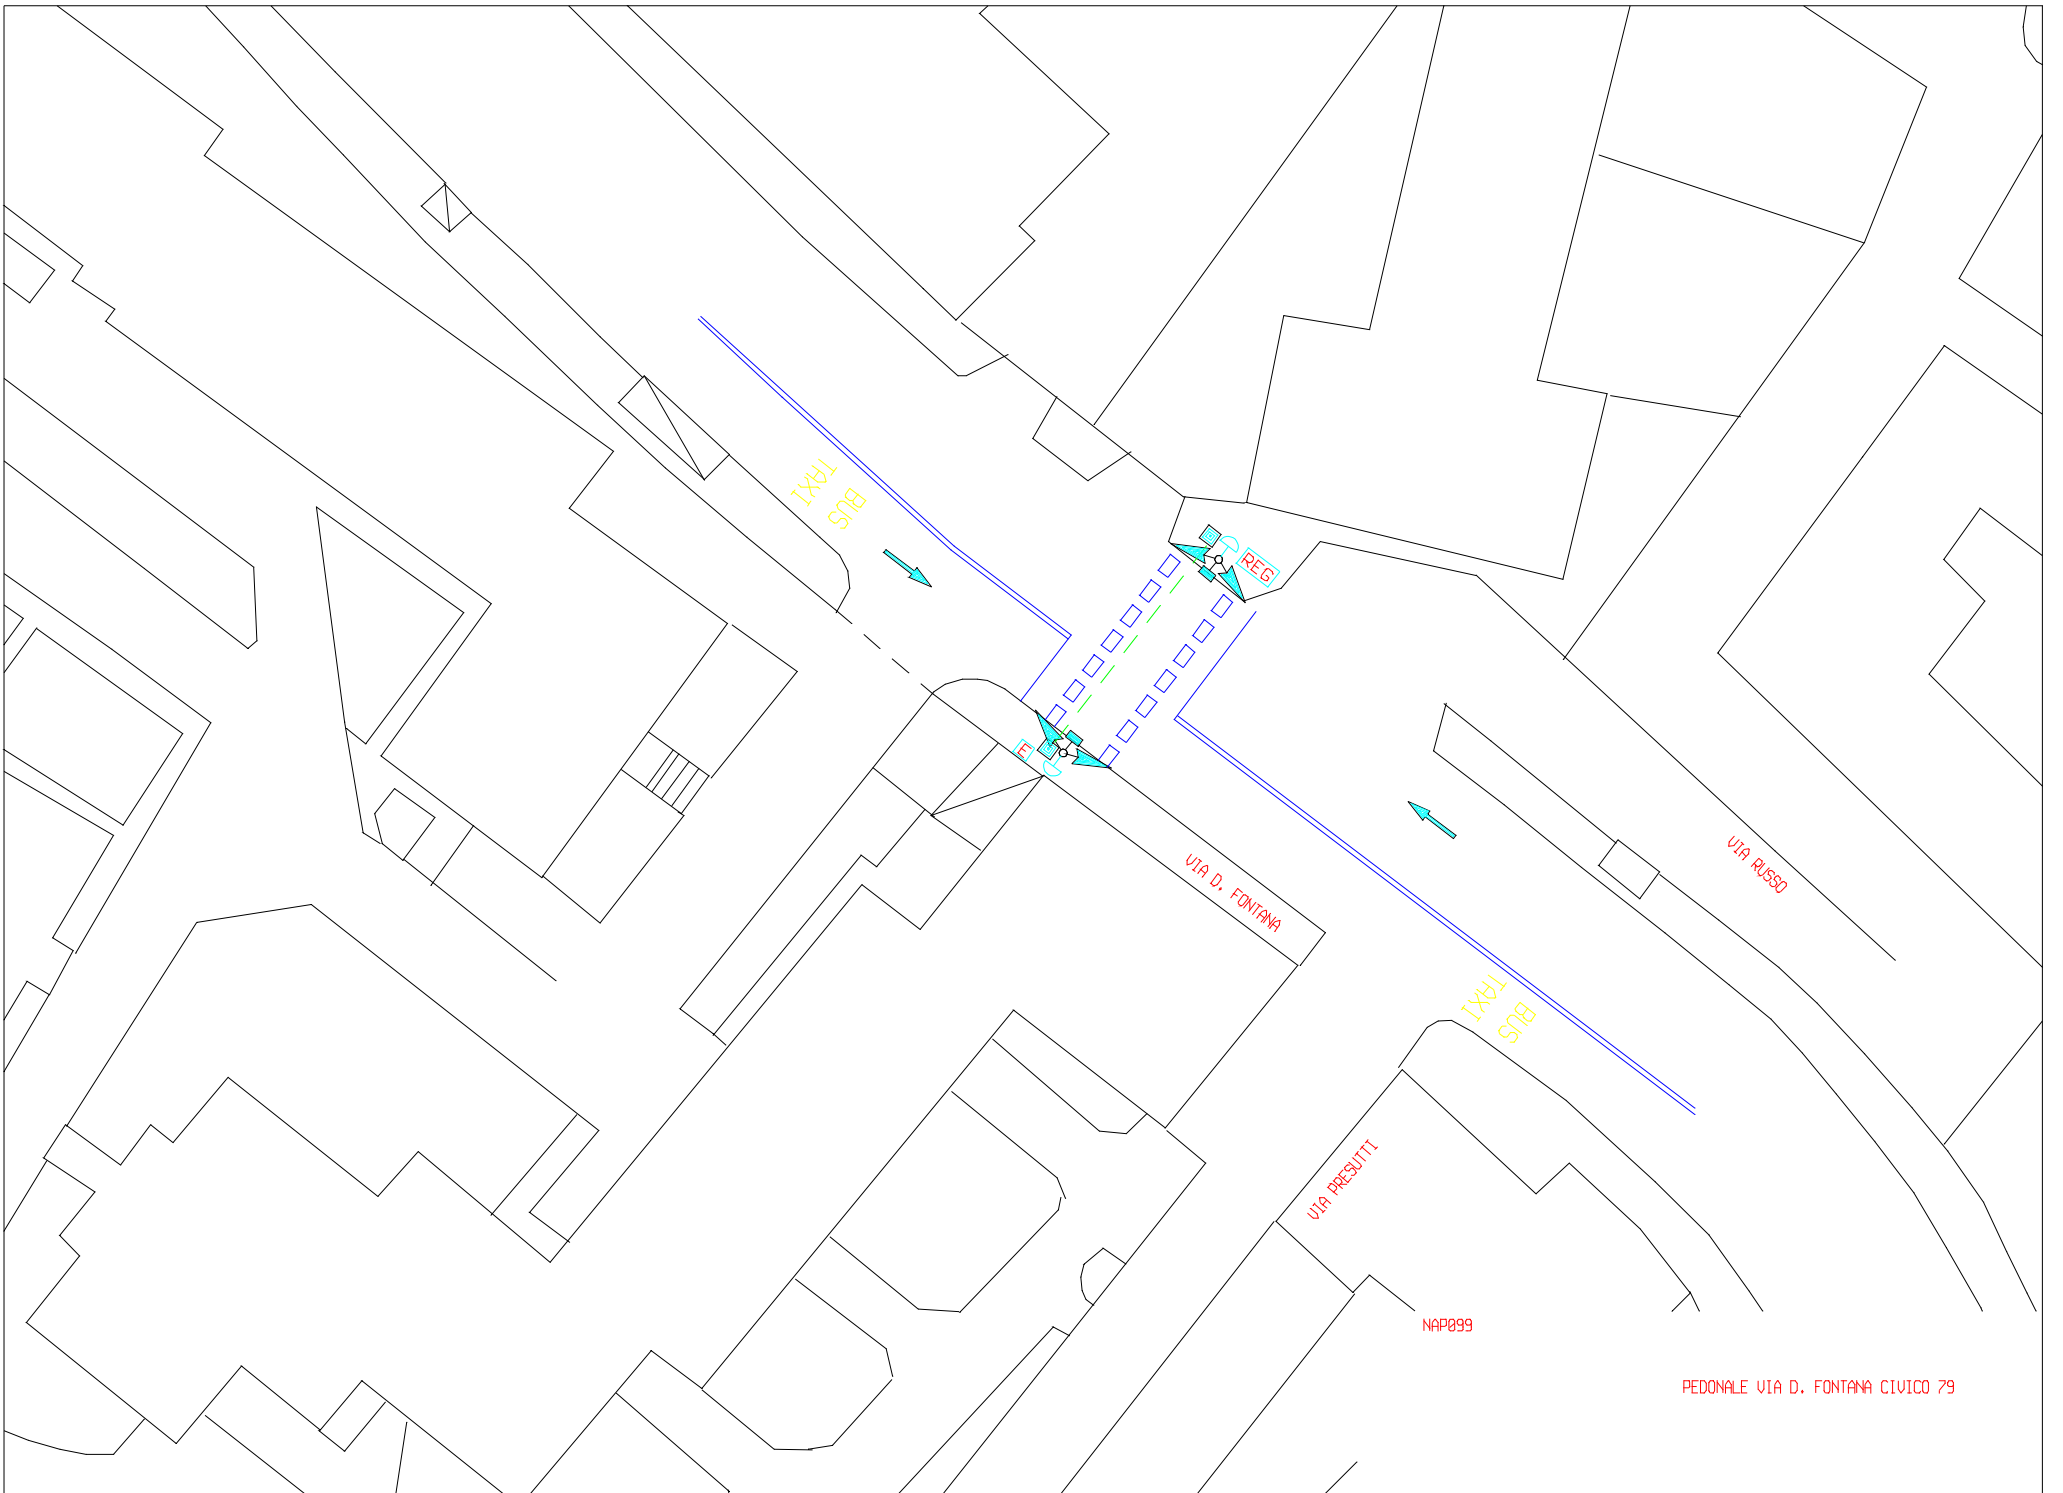 TAXI
BUS
REG
E
VIA D. FONTANA
VIA RUSSO
TAXI
BUS
VIA PRESUTTI
NAP099
PEDONALE VIA D. FONTANA CIVICO 79